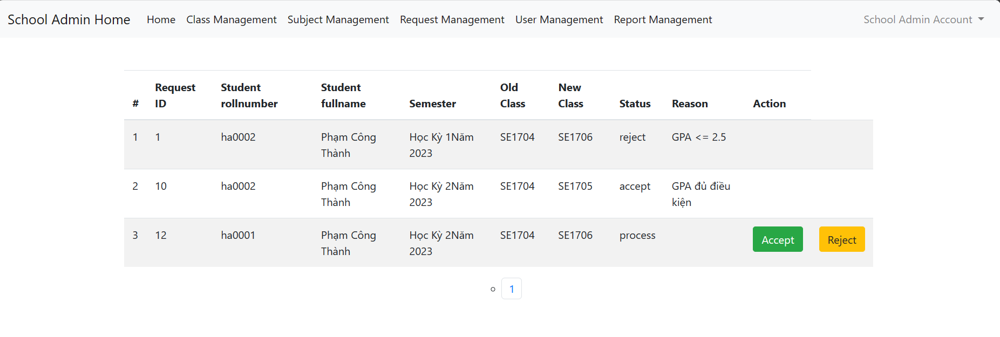 School Admin Home Home Class Management Subject Management Request Management User Management Report Management School Admin Account
# Request ID Student rollnumber Student fullname Semester Old Class New Class Status Reason Action
1 1 ha0002 Phạm Công Thành Học Kỳ 1Năm 2023 SE1704 SE1706 reject GPA <= 2.5
2 10 ha0002 Phạm Công Thành Học Kỳ 2Năm 2023 SE1704 SE1705 accept GPA đủ điều kiện
3 12 ha0001 Phạm Công Thành Học Kỳ 2Năm 2023 SE1704 SE1706 process Accept Reject
1